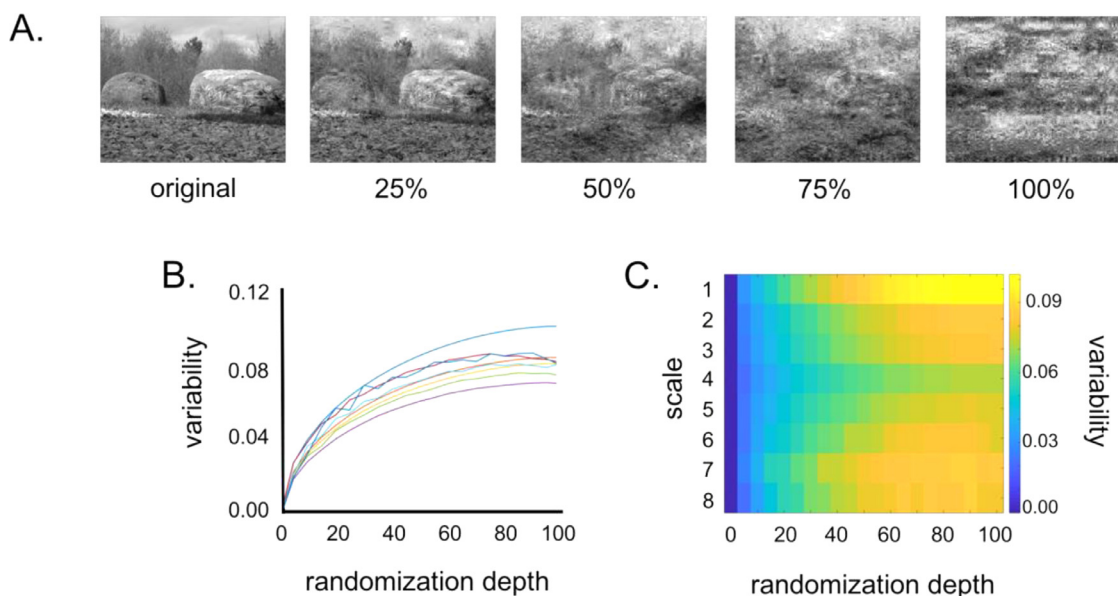 A.
original 25% 50% 75% 100%
B.
0.12
0.08
0.04
0.00
variability
0 20 40 60 80 100
randomization depth
C.
1
2
3
4
5
6
7
8
scale
0 20 40 60 80 100
randomization depth
0.09
0.06
0.03
0.00
variability